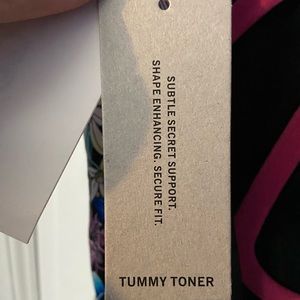 SUBTLE SECRET SUPPORT.
SHAPE ENHANCING. SECURE FIT.
TUMMY TONER